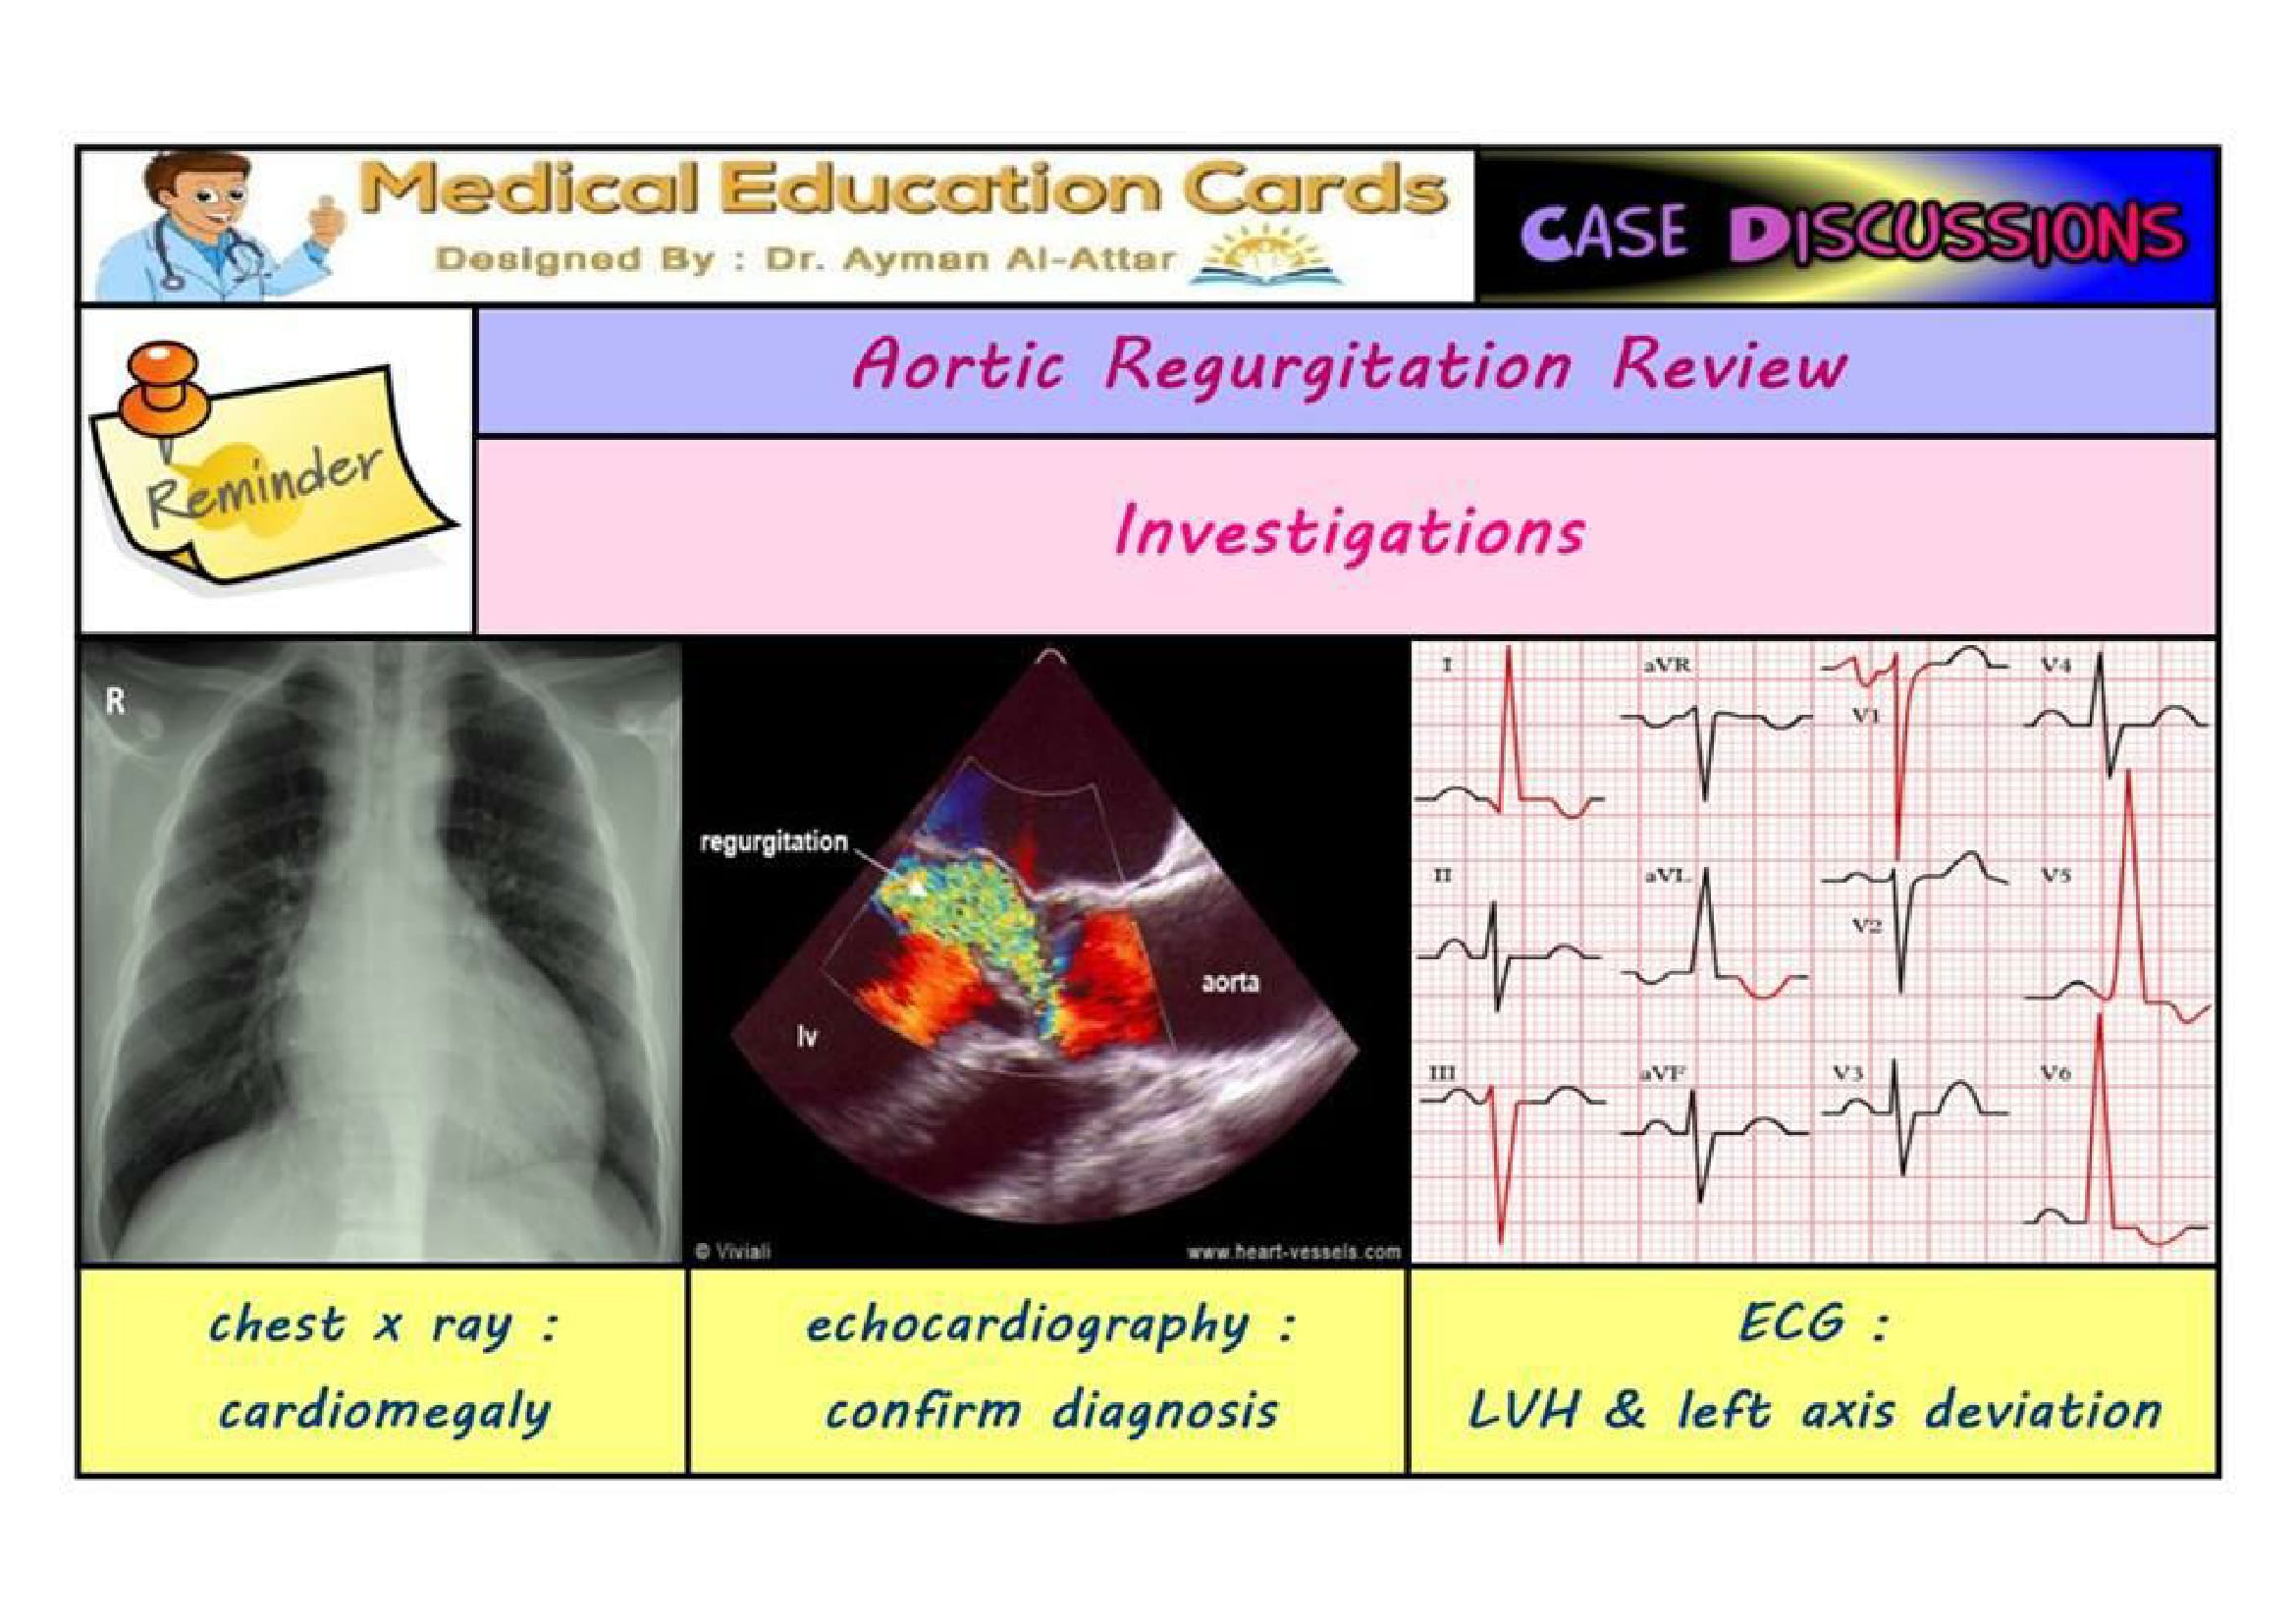 Medical Education Cards
Designed By : Dr. Ayman Al-Attar
CASE DISCUSSIONS
Reminder
Aortic Regurgitation Review
Investigations
R
regurgitation
lv
aorta
© Viviali
www.heart-vessels.com
I
aVR
V1
V4
II
aVL
V2
V5
III
aVF
V3
V6
chest x ray :
cardiomegaly
echocardiography :
confirm diagnosis
ECG :
LVH & left axis deviation